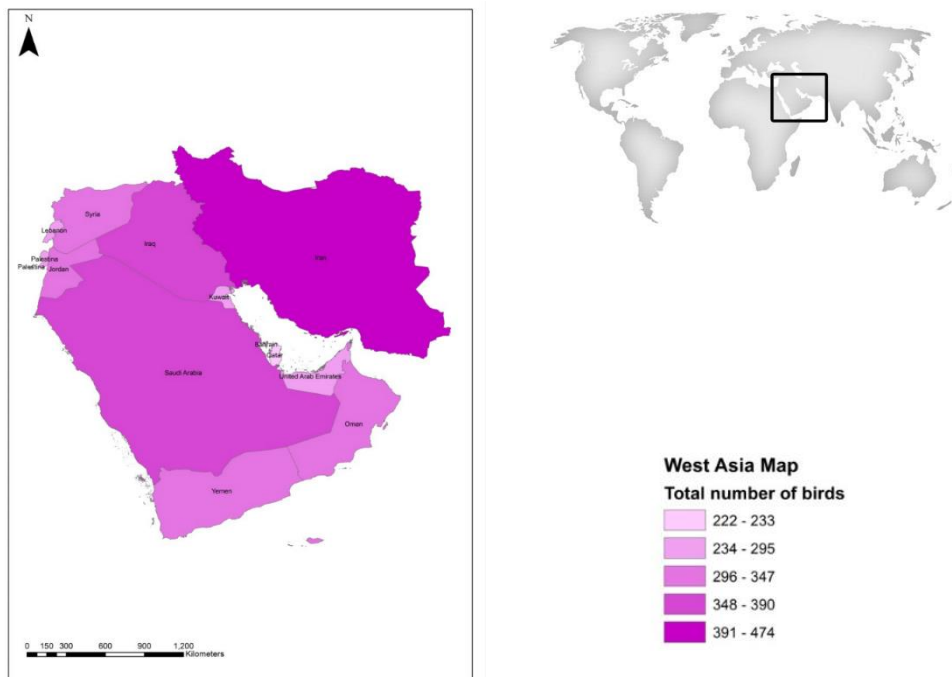 N
Syria
Lebanon
Iraq
Iran
Palestina
Palestina
Jordan
Kuwait
Bahrain
Qatar
United Arab Emirates
Saudi Arabia
Oman
Yemen
0 150 300 600 900 1,200
Kilometers
West Asia Map
Total number of birds
222 - 233
234 - 295
296 - 347
348 - 390
391 - 474